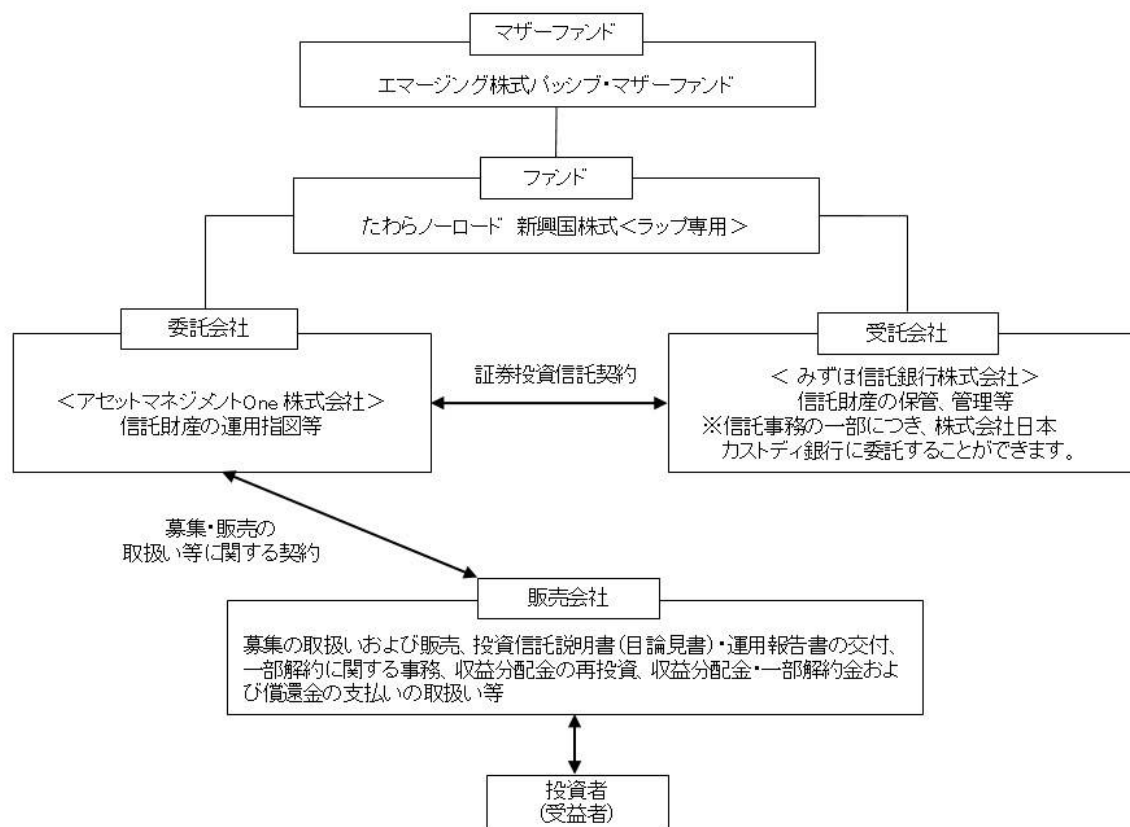 マザーファンド
エマージング株式パッシブ・マザーファンド
ファンド
たわらノーロード 新興国株式<ラップ専用>
委託会社
<アセットマネジメントOne 株式会社>
信託財産の運用指図等
証券投資信託契約
受託会社
< みずほ信託銀行株式会社>
信託財産の保管、管理等
※信託事務の一部につき、株式会社日本
カストディ銀行に委託することができます。
募集・販売の
取扱い等に関する契約
販売会社
募集の取扱いおよび販売、投資信託説明書(目論見書)・運用報告書の交付、
一部解約に関する事務、収益分配金の再投資、収益分配金・一部解約金およ
び償還金の支払いの取扱い等
投資者
(受益者)